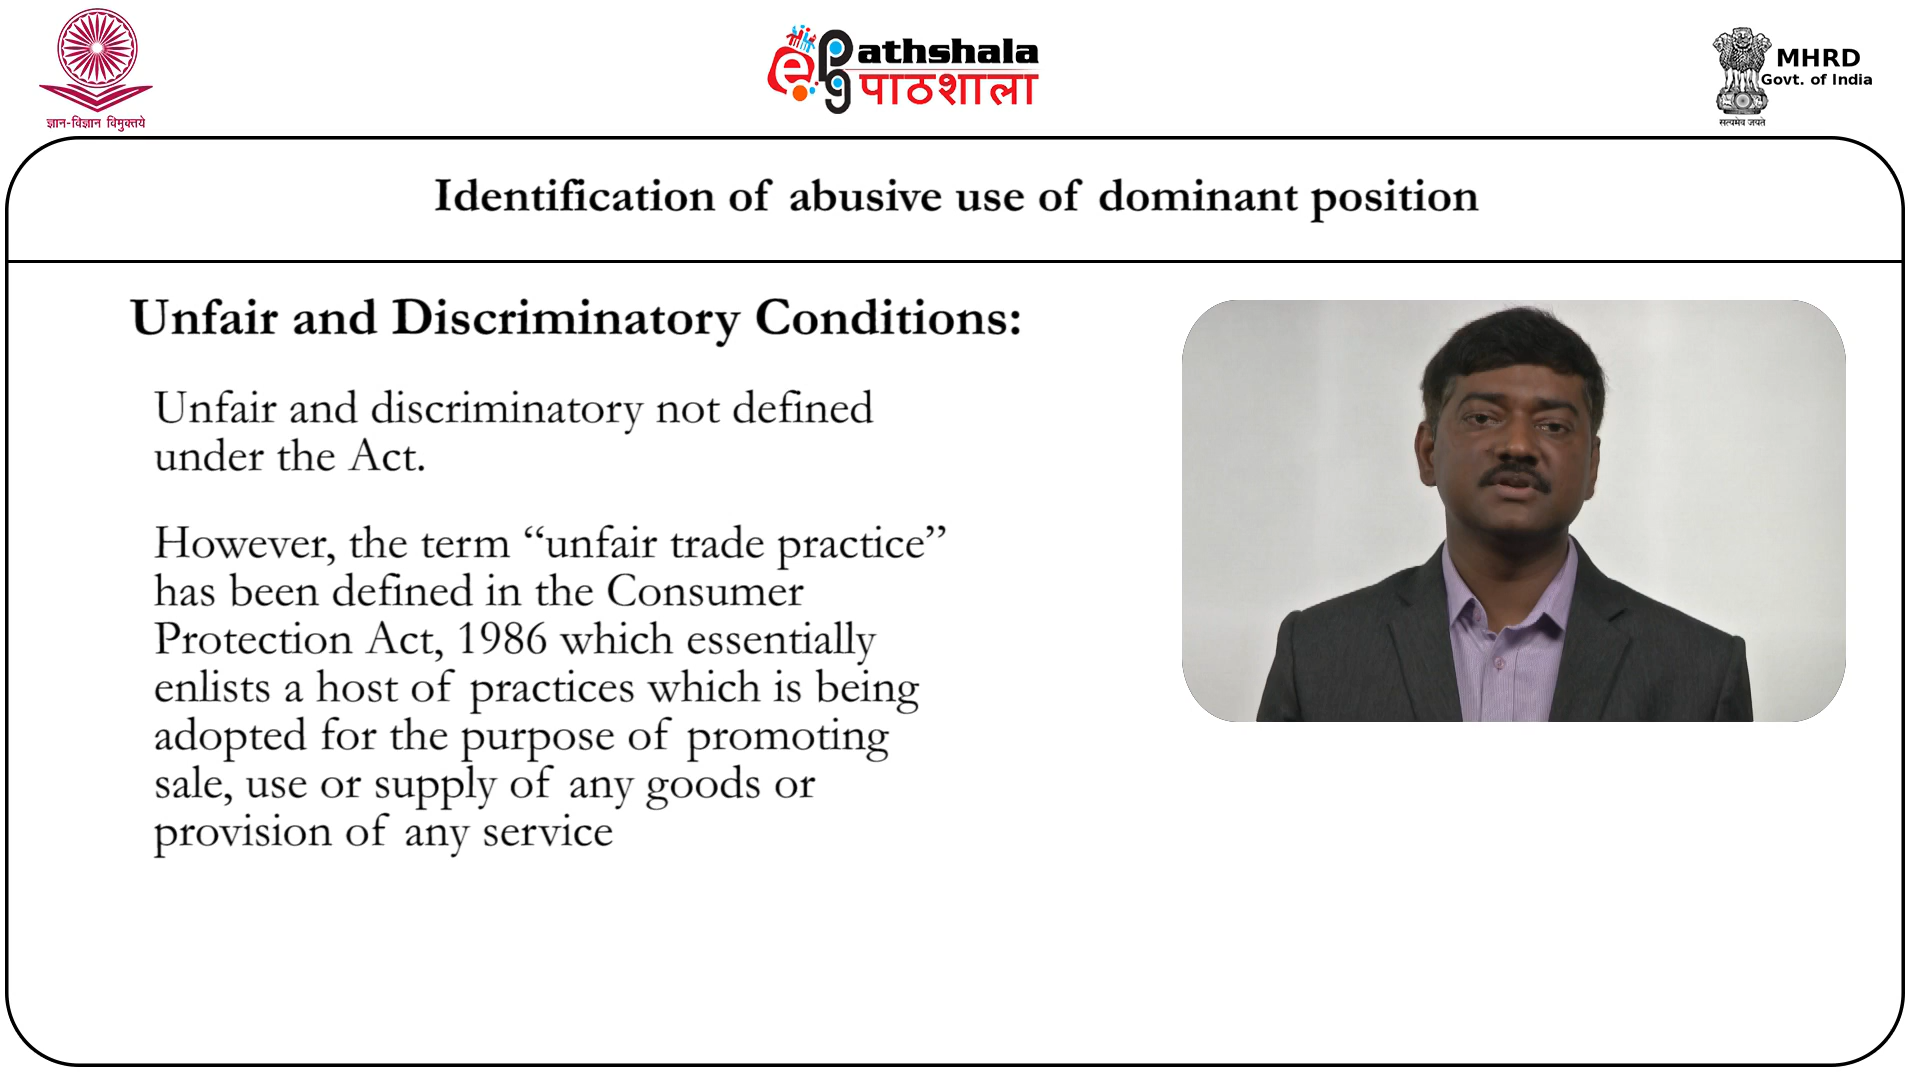 ज्ञान-विज्ञान विमुक्तये
e pg athshala
पाठशाला
MHRD
Govt. of India
सत्यमेव जयते
Identification of abusive use of dominant position
Unfair and Discriminatory Conditions:
Unfair and discriminatory not defined
under the Act.
However, the term “unfair trade practice”
has been defined in the Consumer
Protection Act, 1986 which essentially
enlists a host of practices which is being
adopted for the purpose of promoting
sale, use or supply of any goods or
provision of any service